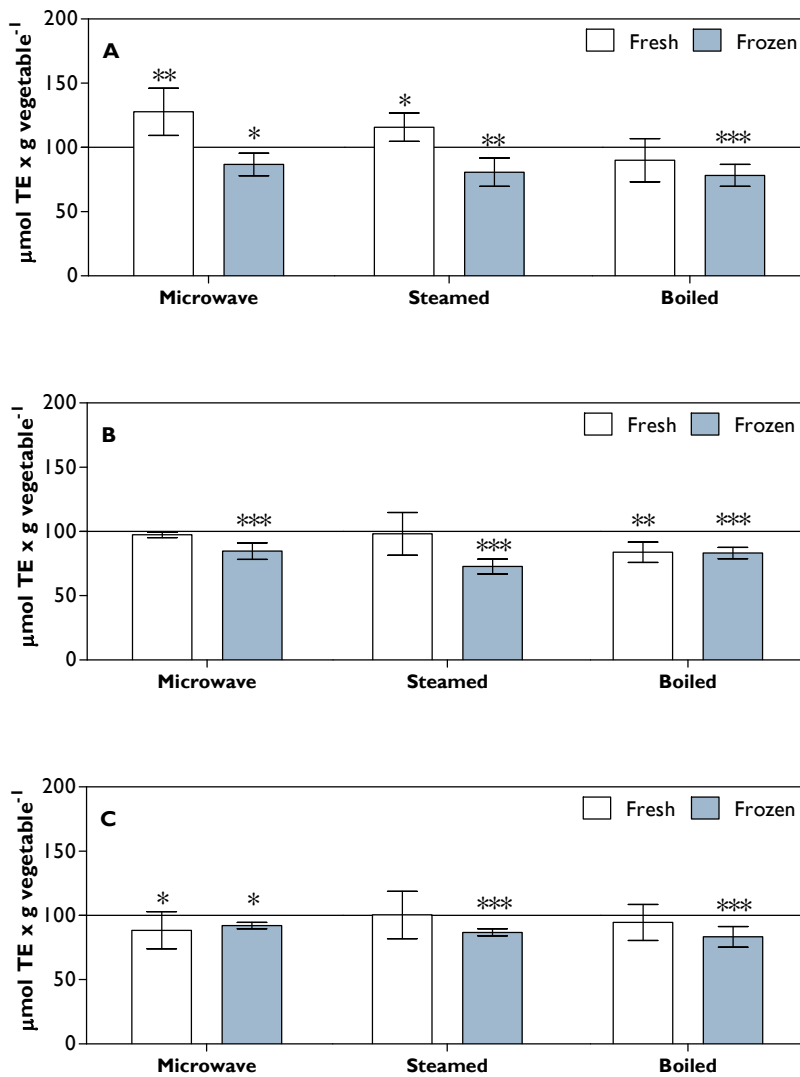 A
Fresh
Frozen
200
150
100
50
0
µmol TE x g vegetable⁻¹
**
*
*
**
***
Microwave
Steamed
Boiled
B
Fresh
Frozen
200
150
100
50
0
µmol TE x g vegetable⁻¹
***
***
**
***
Microwave
Steamed
Boiled
C
Fresh
Frozen
200
150
100
50
0
µmol TE x g vegetable⁻¹
*
*
***
***
Microwave
Steamed
Boiled